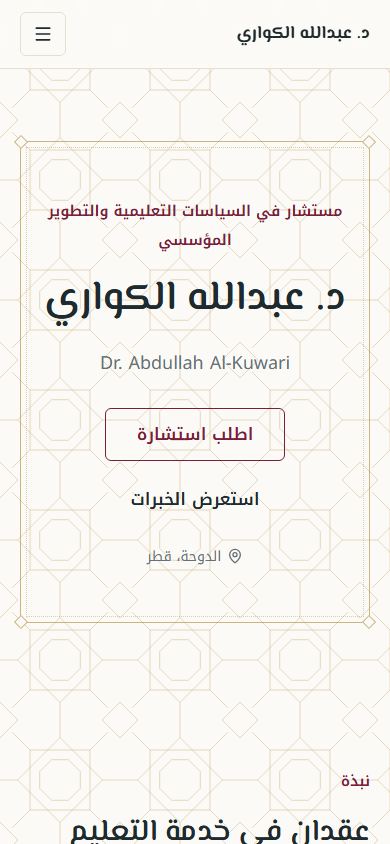 د. عبدالله الكواري
مستشار في السياسات التعليمية والتطوير
المؤسسي
د. عبدالله الكواري
Dr. Abdullah Al-Kuwari
اطلب استشارة
استعرض الخبرات
الدوحة، قطر
نبذة
عقدان في خدمة التعليم